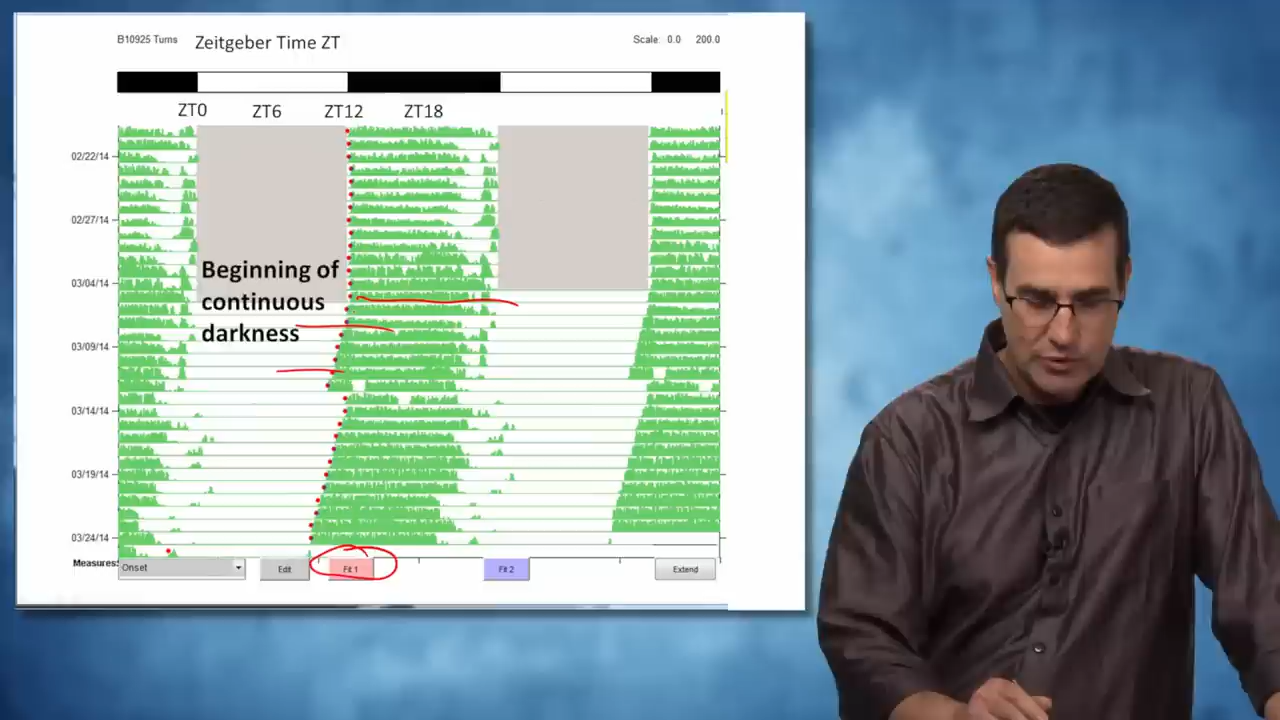 B10925 Turns Zeitgeber Time ZT Scale: 0.0 200.0
ZT0 ZT6 ZT12 ZT18
02/22/14
02/27/14
03/04/14
03/09/14
03/14/14
03/19/14
03/24/14
Beginning of
continuous
darkness
Measures: Onset Edit Fit 1 Fit 2 Extend